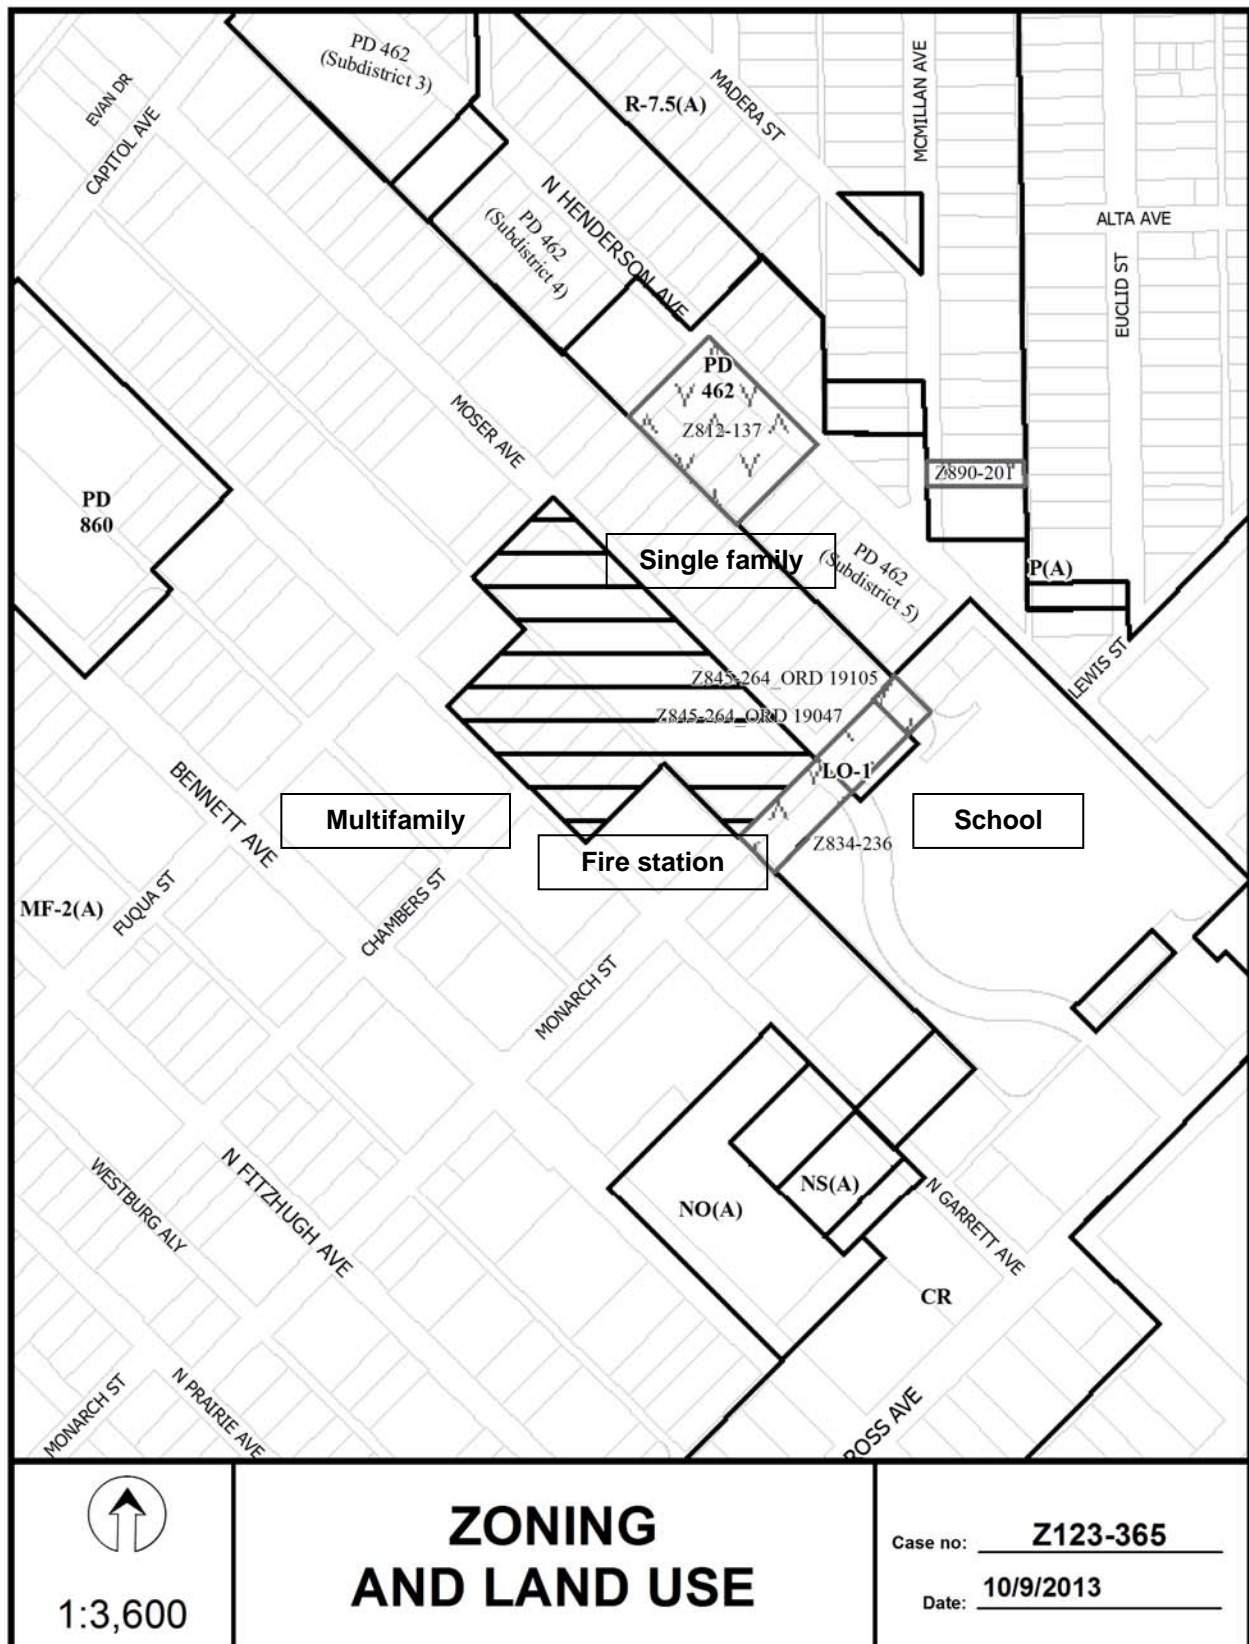 PD 462
(Subdistrict 3)
EVAN DR
CAPITOL AVE
R-7.5(A)
MADERA ST
MCMILLAN AVE
N HENDERSON AVE
PD 462
(Subdistrict 4)
ALTA AVE
EUCLID ST
PD
462
Z812-137
MOSER AVE
Z890-201
PD
860
Single family
PD 462
(Subdistrict 5)
P(A)
LEWIS ST
Z845-264_ORD 19105
Z845-264_ORD 19047
LO-1
BENNETT AVE
Multifamily
School
Z834-236
Fire station
MF-2(A)
FUQUA ST
CHAMBERS ST
MONARCH ST
N FITZHUGH AVE
WESTBURG ALY
NS(A)
NO(A)
N GARRETT AVE
CR
MONARCH ST
N PRAIRIE AVE
ROSS AVE
1:3,600
ZONING
AND LAND USE
Case no: Z123-365
Date: 10/9/2013